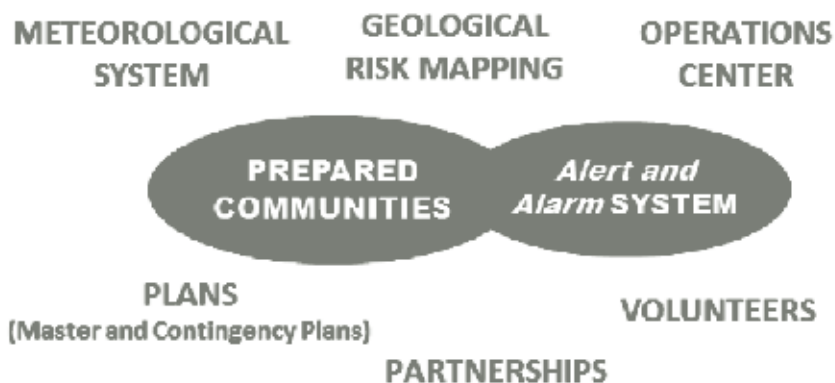 METEOROLOGICAL
SYSTEM
GEOLOGICAL
RISK MAPPING
OPERATIONS
CENTER
PREPARED
COMMUNITIES
Alert and
Alarm SYSTEM
PLANS
(Master and Contingency Plans)
VOLUNTEERS
PARTNERSHIPS